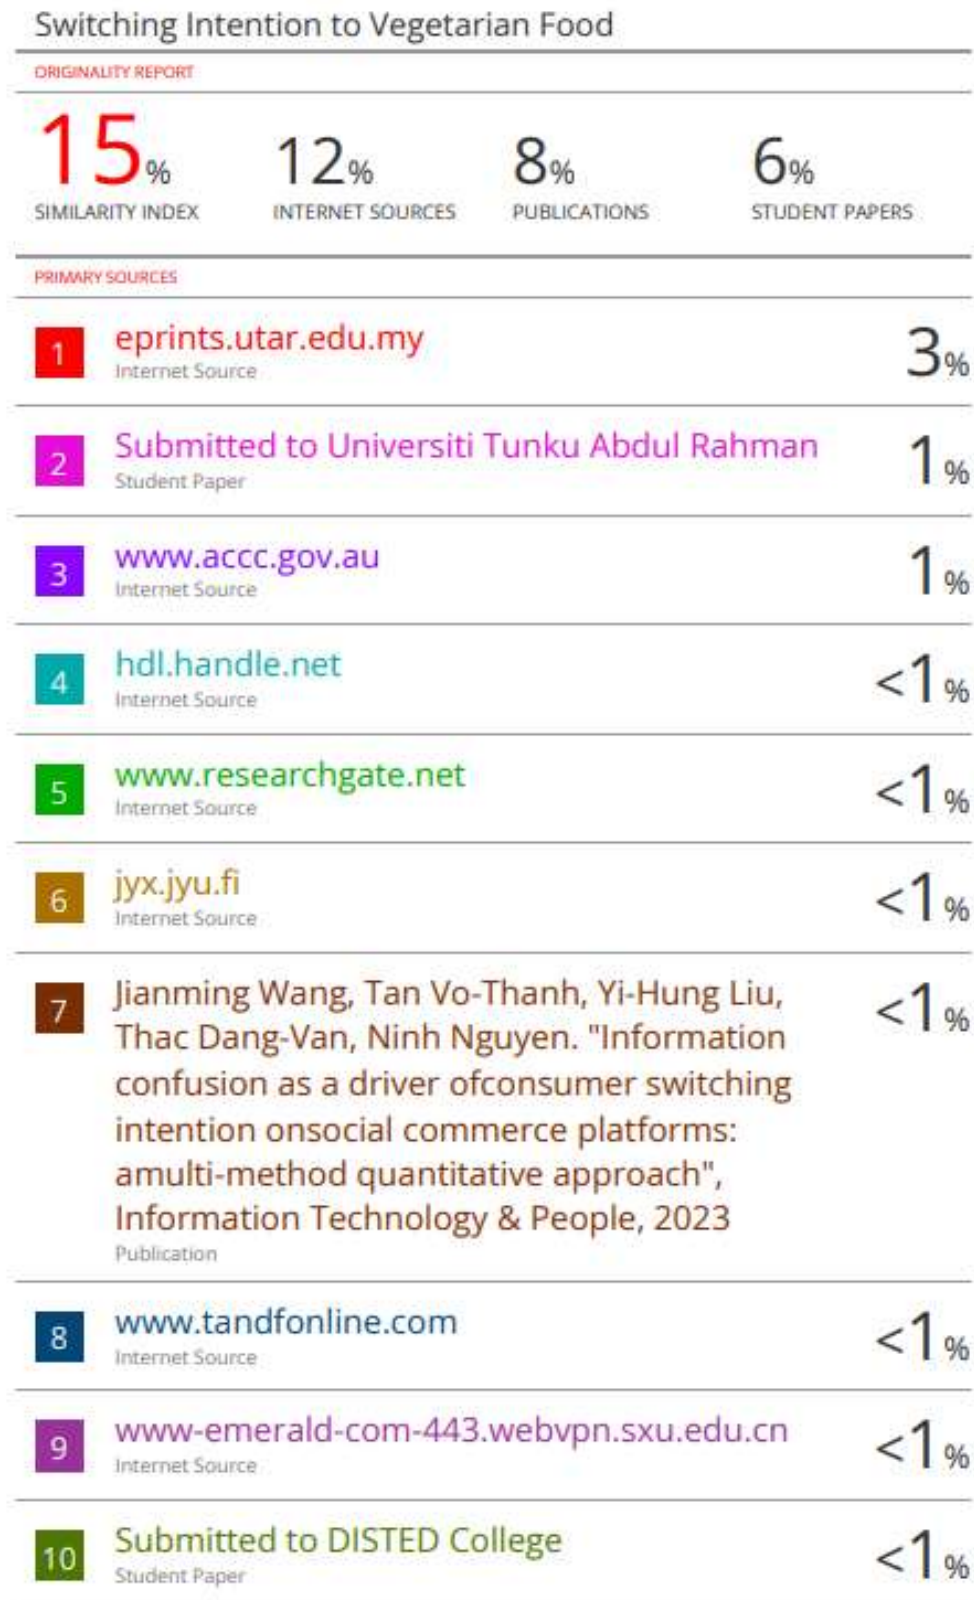 Switching Intention to Vegetarian Food
ORIGINALITY REPORT
15% 12% 8% 6%
SIMILARITY INDEX INTERNET SOURCES PUBLICATIONS STUDENT PAPERS
PRIMARY SOURCES
1 eprints.utar.edu.my 3%
Internet Source
2 Submitted to Universiti Tunku Abdul Rahman 1%
Student Paper
3 www.accc.gov.au 1%
Internet Source
4 hdl.handle.net <1%
Internet Source
5 www.researchgate.net <1%
Internet Source
6 jyx.jyu.fi <1%
Internet Source
7 Jianming Wang, Tan Vo-Thanh, Yi-Hung Liu, <1%
Thac Dang-Van, Ninh Nguyen. "Information
confusion as a driver ofconsumer switching
intention onsocial commerce platforms:
amulti-method quantitative approach",
Information Technology & People, 2023
Publication
8 www.tandfonline.com <1%
Internet Source
9 www-emerald-com-443.webvpn.sxu.edu.cn <1%
Internet Source
10 Submitted to DISTED College <1%
Student Paper